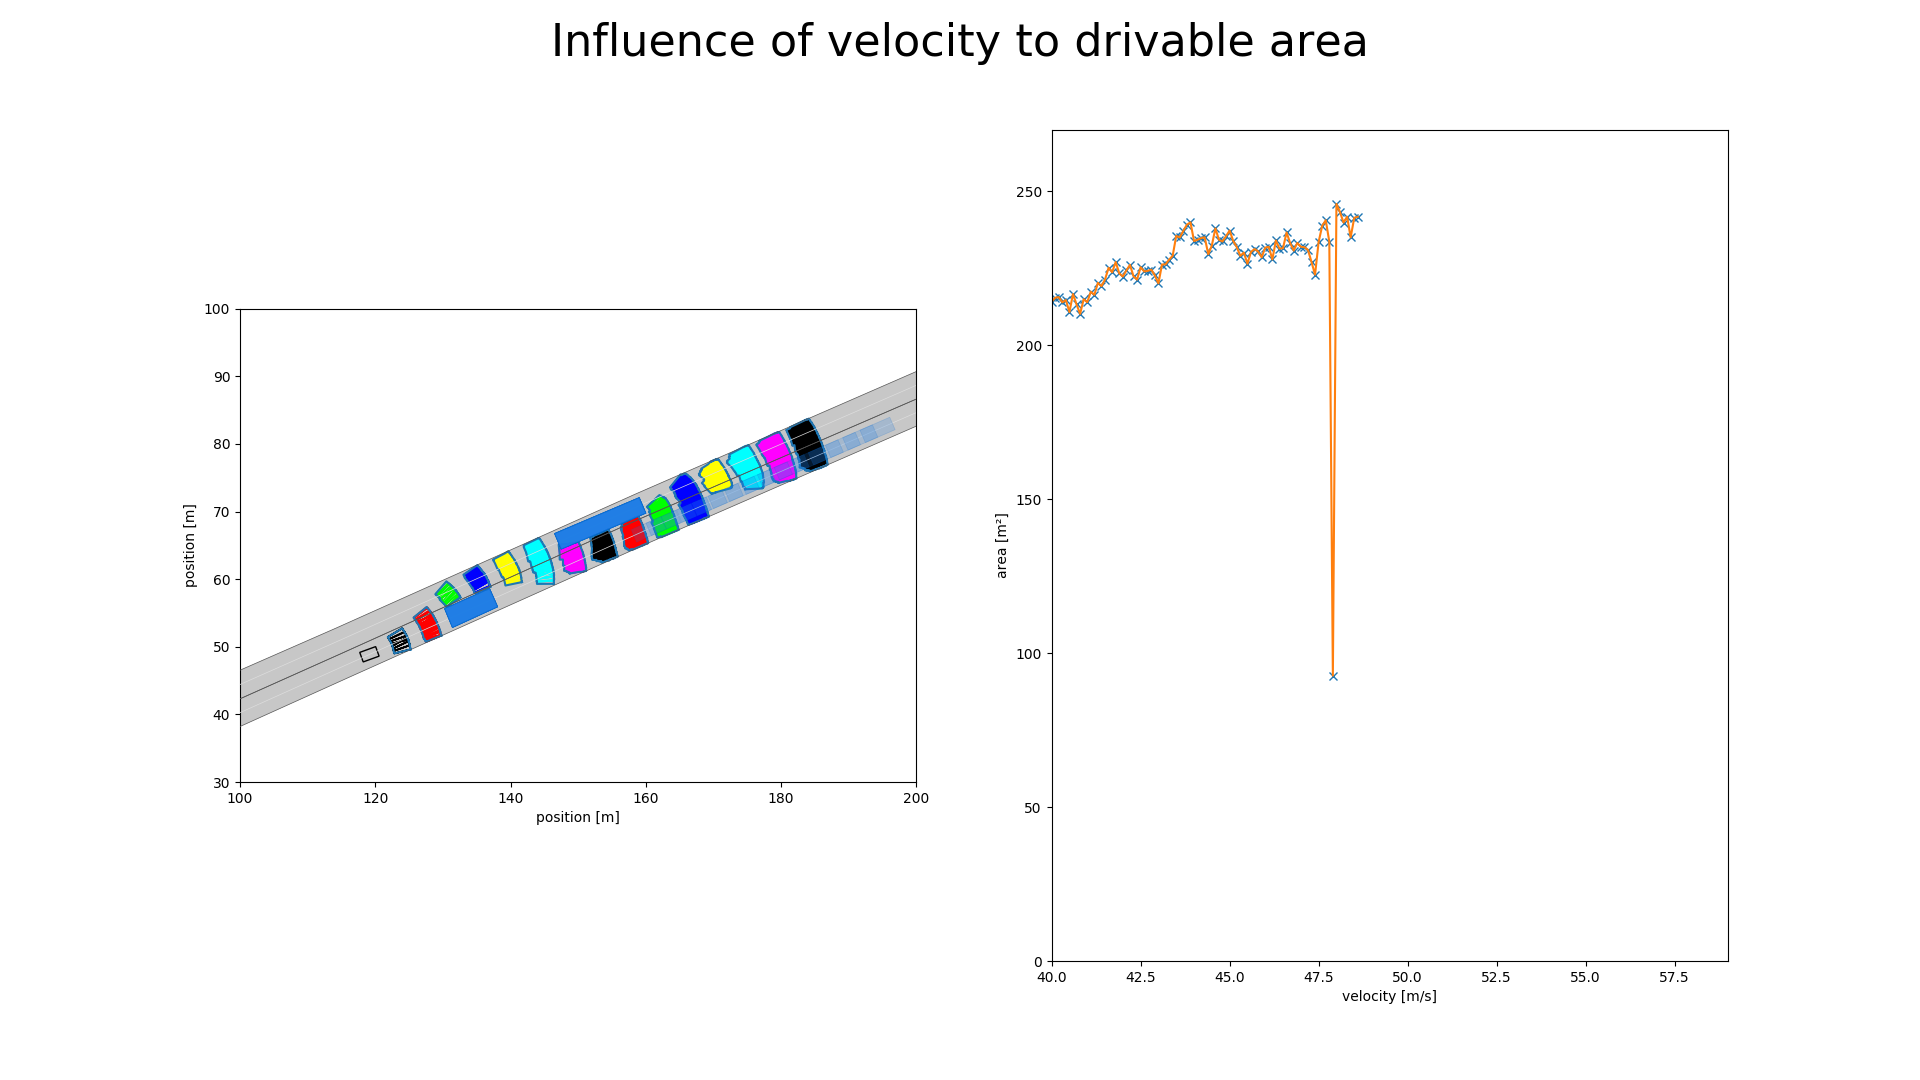 Influence of velocity to drivable area
100
90
80
70
60
50
40
30
position [m]
100 120 140 160 180 200
position [m]
250
200
150
100
50
0
area [m²]
40.0 42.5 45.0 47.5 50.0 52.5 55.0 57.5
velocity [m/s]